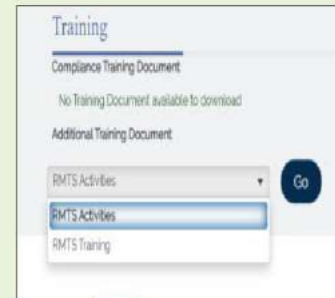 Training
Compliance Training Document
No Training Document available to download
Additional Training Document
RMTS Activities
Go
RMTS Activities
RMTS Training